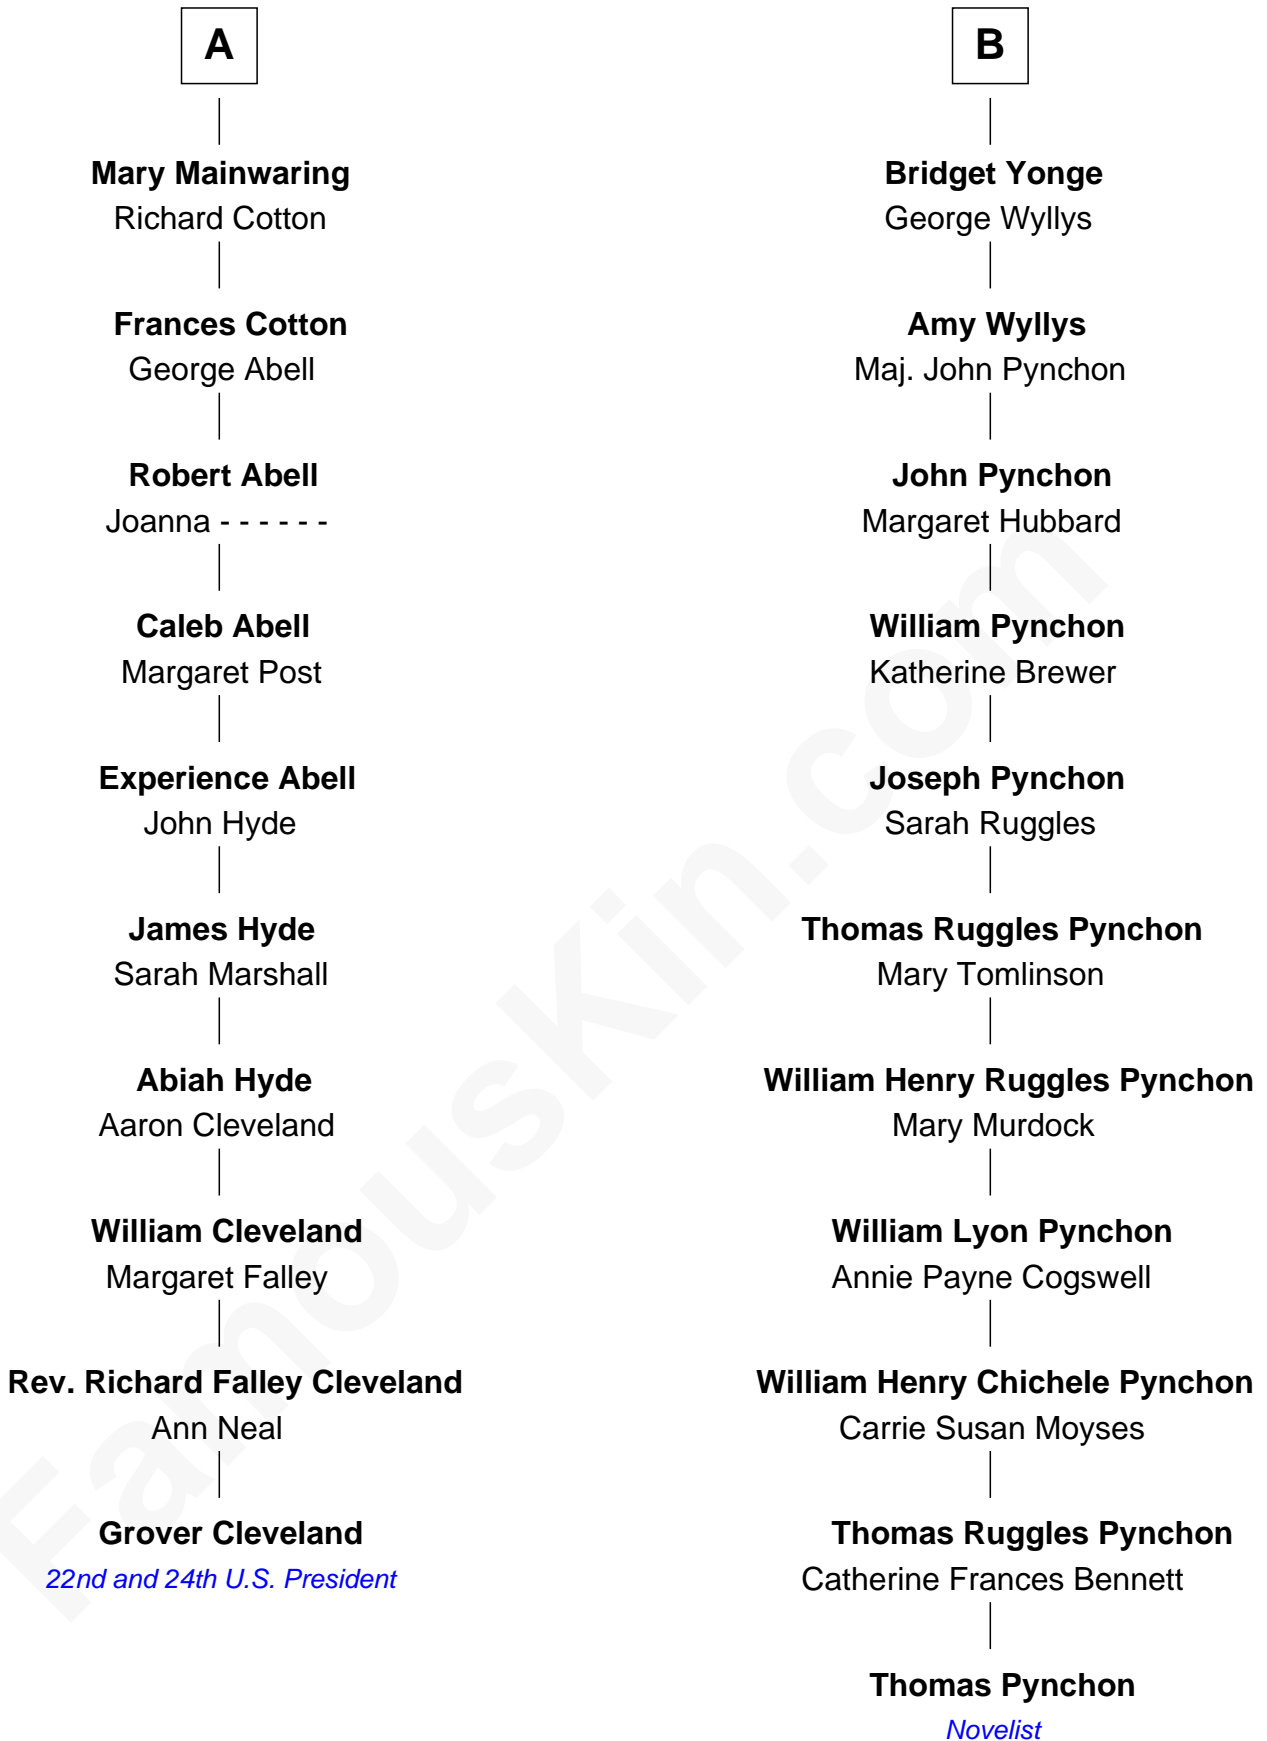 A
Mary Mainwaring
Richard Cotton
Frances Cotton
George Abell
Robert Abell
Joanna - - - - - -
Caleb Abell
Margaret Post
Experience Abell
John Hyde
James Hyde
Sarah Marshall
Abiah Hyde
Aaron Cleveland
William Cleveland
Margaret Falley
Rev. Richard Falley Cleveland
Ann Neal
Grover Cleveland
22nd and 24th U.S. President
B
Bridget Yonge
George Wyllys
Amy Wyllys
Maj. John Pynchon
John Pynchon
Margaret Hubbard
William Pynchon
Katherine Brewer
Joseph Pynchon
Sarah Ruggles
Thomas Ruggles Pynchon
Mary Tomlinson
William Henry Ruggles Pynchon
Mary Murdock
William Lyon Pynchon
Annie Payne Cogswell
William Henry Chichele Pynchon
Carrie Susan Moyses
Thomas Ruggles Pynchon
Catherine Frances Bennett
Thomas Pynchon
Novelist
FamousKin.com